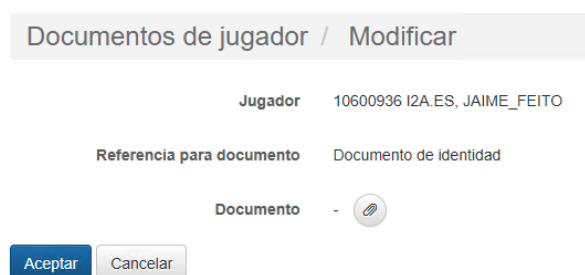 Documentos de jugador / Modificar
Jugador 10600936 I2A.ES, JAIME_FEITO
Referencia para documento Documento de identidad
Documento -
Aceptar Cancelar